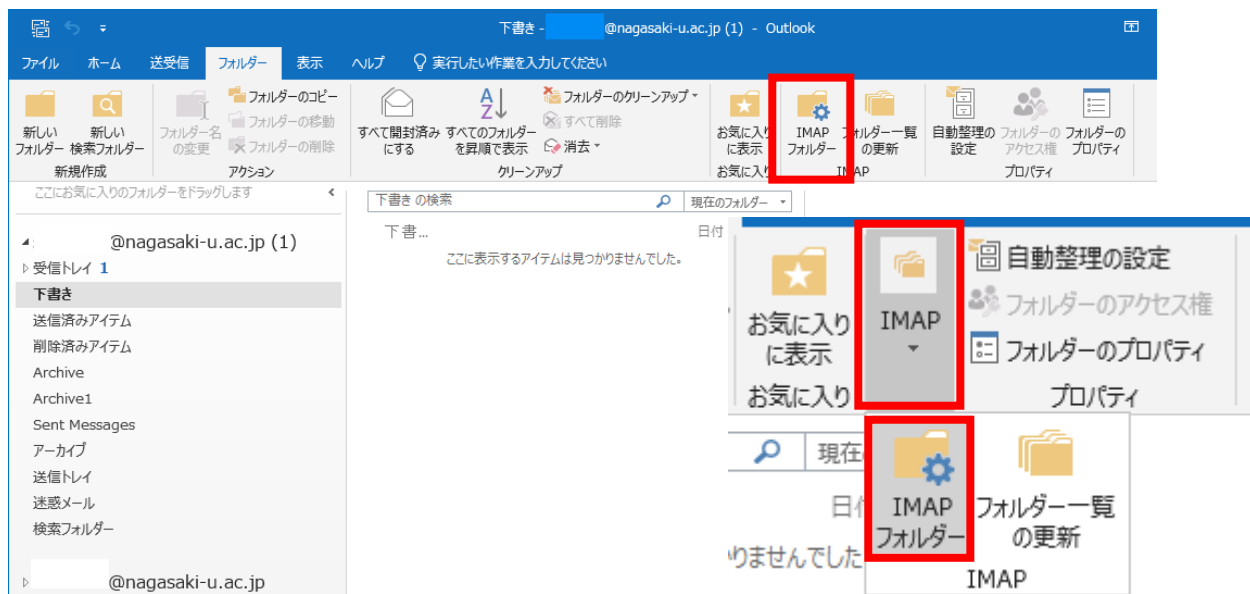 下書き - @nagasaki-u.ac.jp (1) - Outlook
ファイル ホーム 送受信 フォルダー 表示 ヘルプ 実行したい作業を入力してください
新しい
フォルダー
新しい
検索フォルダー
新規作成
フォルダー名
の変更
フォルダーのコピー
フォルダーの移動
フォルダーの削除
アクション
すべて開封済み
にする
すべてのフォルダー
を昇順で表示
フォルダーのクリーンアップ
すべて削除
消去
クリーンアップ
お気に入り
に表示
お気に入り
IMAP
フォルダー
フォルダー一覧
の更新
IMAP
自動整理の
設定
フォルダーの
アクセス権
フォルダーの
プロパティ
プロパティ
ここにお気に入りのフォルダーをドラッグします
@nagasaki-u.ac.jp (1)
受信トレイ 1
下書き
送信済みアイテム
削除済みアイテム
Archive
Archive1
Sent Messages
アーカイブ
送信トレイ
迷惑メール
検索フォルダー
@nagasaki-u.ac.jp
下書き の検索
現在のフォルダー
下書... 日付
ここに表示するアイテムは見つかりませんでした。
お気に入り
に表示
お気に入り
IMAP
自動整理の設定
フォルダーのアクセス権
フォルダーのプロパティ
プロパティ
現在
日付
かりませんでした
IMAP
フォルダー
フォルダー一覧
の更新
IMAP